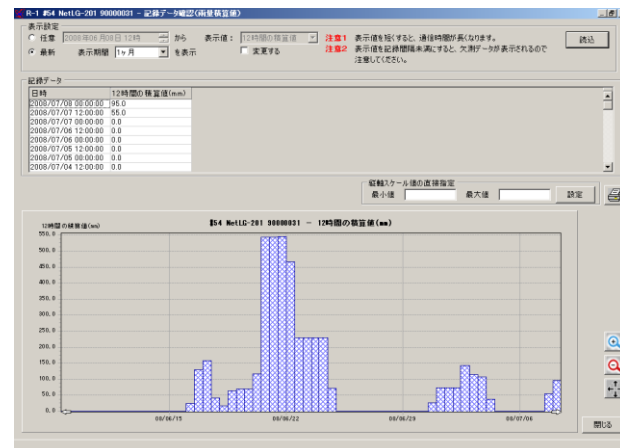 R-1 #54 NetLG-201 90000031 - 記録データ確認(雨量積算値)
表示設定
任意 2008年06月08日 12時 から 表示値: 12時間の積算値 注意1 表示値を短くすると、通信時間が長くなります。
最新 表示期間 1ヶ月 を表示 変更する 注意2 表示値を記録間隔未満にすると、欠測データが表示されるので
注意してください。
読込
記録データ
日時 12時間の積算値(mm)
2008/07/08 00:00:00 95.0
2008/07/07 12:00:00 55.0
2008/07/07 00:00:00 0.0
2008/07/06 12:00:00 0.0
2008/07/06 00:00:00 0.0
2008/07/05 12:00:00 0.0
2008/07/05 00:00:00 0.0
2008/07/04 12:00:00 0.0
縦軸スケール値の直接指定
最小値 最大値 設定
#54 NetLG-201 90000031 - 12時間の積算値(mm)
12時間の積算値(mm)
550.0
500.0
450.0
400.0
350.0
300.0
250.0
200.0
150.0
100.0
50.0
0.0
08/06/15 08/06/22 08/06/29 08/07/06
閉じる